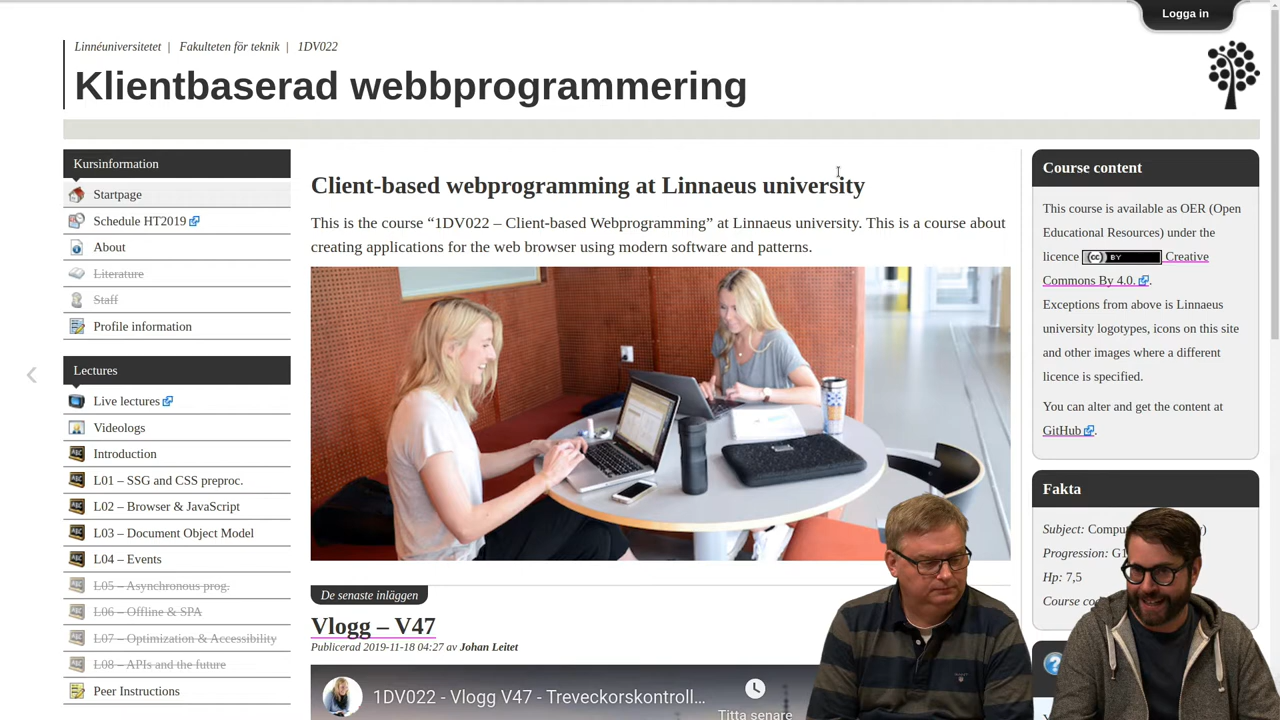 Logga in
Linnéuniversitetet | Fakulteten för teknik | 1DV022
Klientbaserad webbprogrammering
Kursinformation
Startpage
Schedule HT2019
About
Literature
Staff
Profile information
Lectures
Live lectures
Videologs
Introduction
L01 – SSG and CSS preproc.
L02 – Browser & JavaScript
L03 – Document Object Model
L04 – Events
L05 – Asynchronous prog.
L06 – Offline & SPA
L07 – Optimization & Accessibility
L08 – APIs and the future
Peer Instructions
Client-based webprogramming at Linnaeus university
This is the course “1DV022 – Client-based Webprogramming” at Linnaeus university. This is a course about
creating applications for the web browser using modern software and patterns.
De senaste inläggen
Vlogg – V47
Publicerad 2019-11-18 04:27 av Johan Leitet
1DV022 - Vlogg V47 - Treveckorskontroll...
Titta senare
Course content
This course is available as OER (Open
Educational Resources) under the
licence (cc) BY Creative
Commons By 4.0.
Exceptions from above is Linnaeus
university logotypes, icons on this site
and other images where a different
licence is specified.
You can alter and get the content at
GitHub.
Fakta
Subject:
Progression:
Hp: 7,5
Course